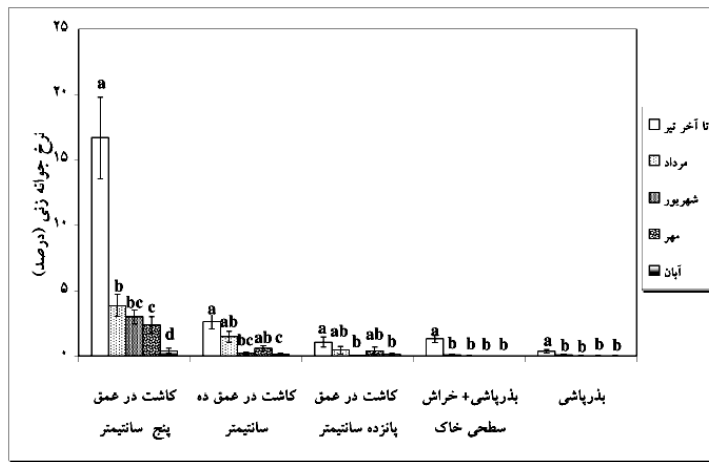 ۲۵
۲۰
۱۵
۱۰
۵
۰
نرخ جوانه زنی (درصد)
a b bc c d
a ab bc ab c
a ab b ab b
a b b b b
a b b b b
کاشت در عمق
پنج سانتیمتر
کاشت در عمق ده
سانتیمتر
کاشت در عمق
پانزده سانتیمتر
بذرپاشی+ خراش
سطحی خاک
بذرپاشی
تا آخر تیر
مرداد
شهریور
مهر
آبان